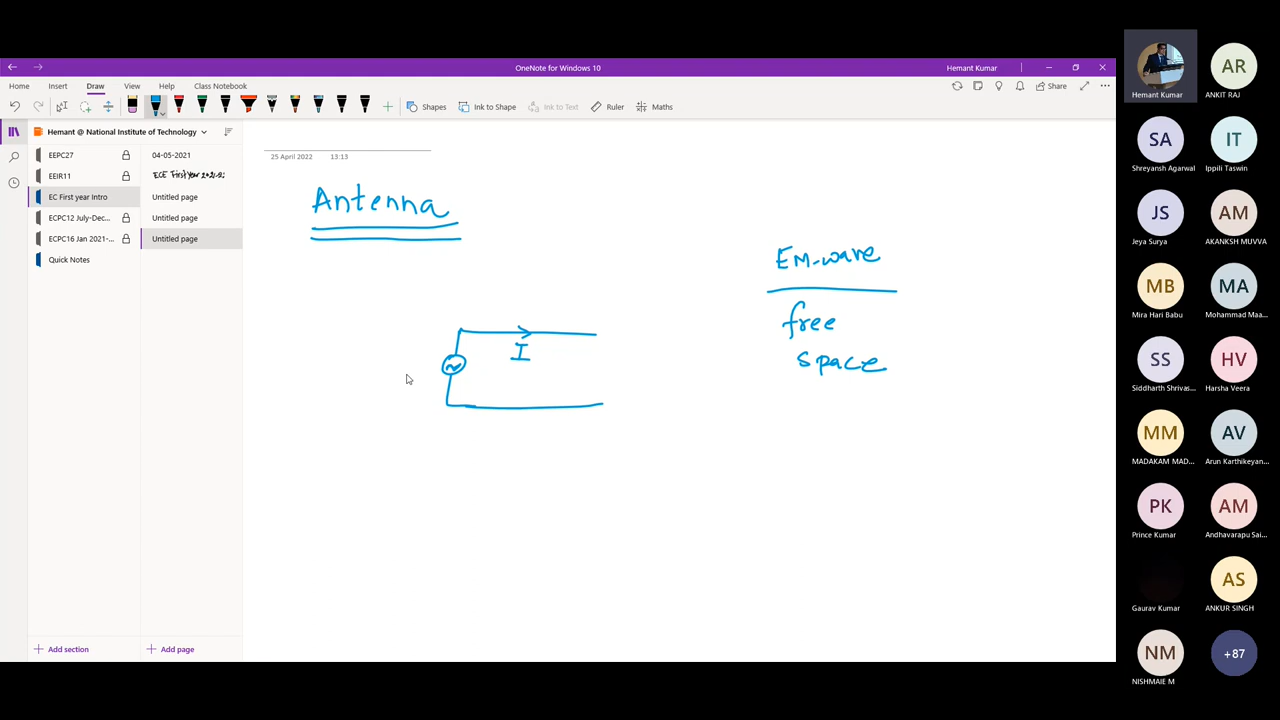 OneNote for Windows 10
Hemant Kumar
Home Insert Draw View Help Class Notebook
Share
Shapes Ink to Shape Ink to Text Ruler Maths
Hemant @ National Institute of Technology
EEPC27
EEIR11
EC First year Intro
ECPC12 July-Dec...
ECPC16 Jan 2021-...
Quick Notes
04-05-2021
ECE First Year 2021-22
Untitled page
Untitled page
Untitled page
Add section
Add page
25 April 2022 13:13
Antenna
I
EM-wave
free
space
Hemant Kumar
AR
ANKIT RAJ
SA
Shreyansh Agarwal
IT
Ippili Taswin
JS
Jeya Surya
AM
AKANKSH MUVVA
MB
Mira Hari Babu
MA
Mohammad Maa...
SS
Siddharth Shrivas...
HV
Harsha Veera
MM
MADAKAM MAD...
AV
Arun Karthikeyan...
PK
Prince Kumar
AM
Andhavarapu Sai...
Gaurav Kumar
AS
ANKUR SINGH
NM
NISHMAIE M
+87